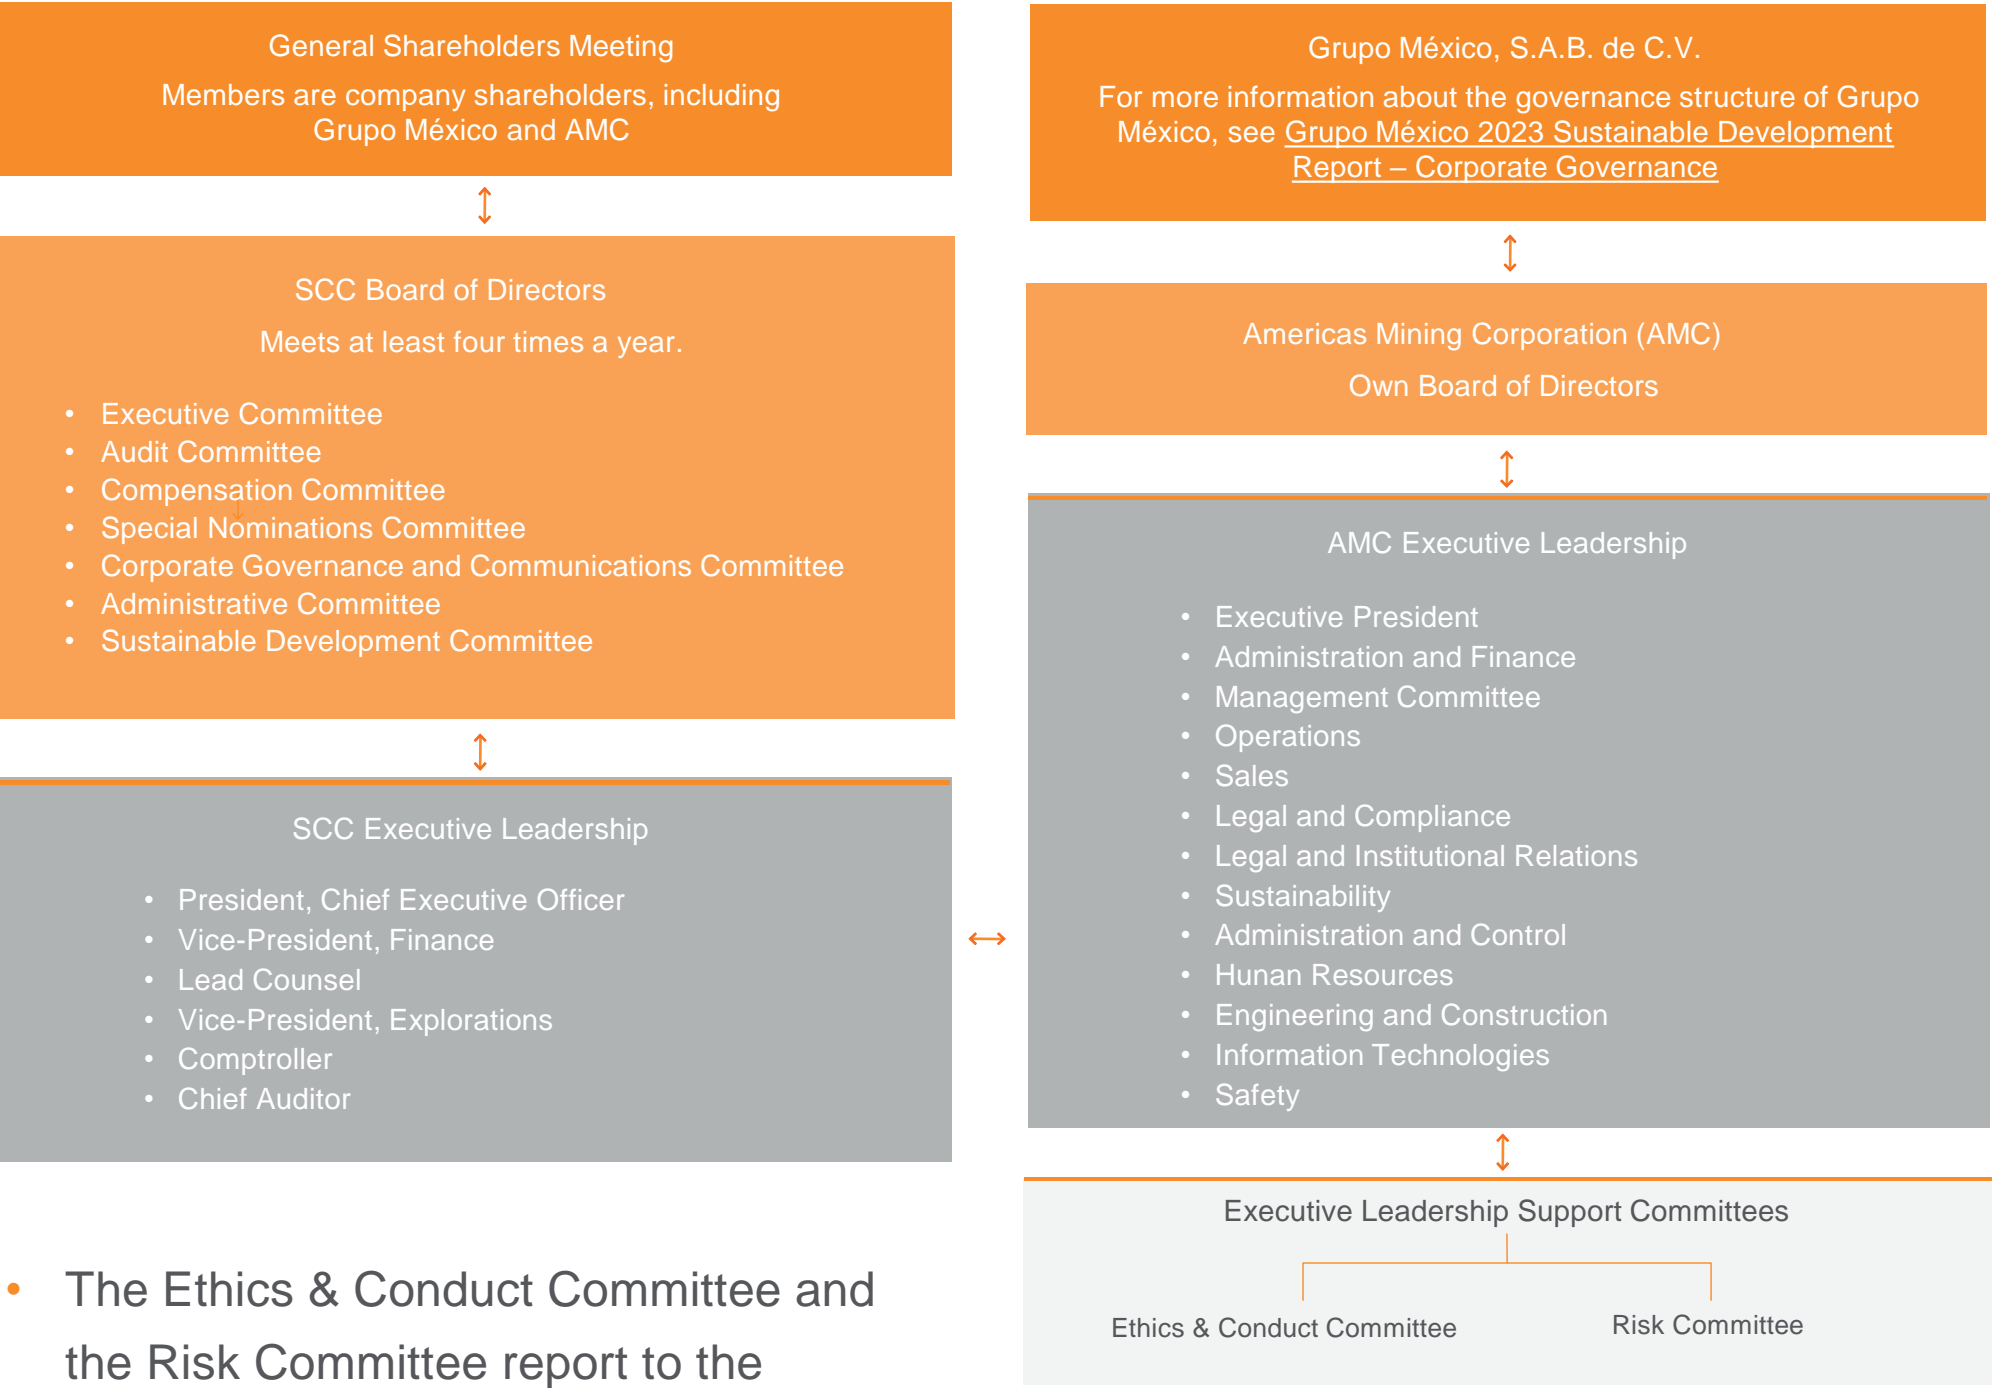 General Shareholders Meeting
Members are company shareholders, including
Grupo México and AMC
SCC Board of Directors
Meets at least four times a year.
• Executive Committee
• Audit Committee
• Compensation Committee
• Special Nominations Committee
• Corporate Governance and Communications Committee
• Administrative Committee
• Sustainable Development Committee
SCC Executive Leadership
• President, Chief Executive Officer
• Vice-President, Finance
• Lead Counsel
• Vice-President, Explorations
• Comptroller
• Chief Auditor
• The Ethics & Conduct Committee and
the Risk Committee report to the
Grupo México, S.A.B. de C.V.
For more information about the governance structure of Grupo
México, see Grupo México 2023 Sustainable Development
Report – Corporate Governance
Americas Mining Corporation (AMC)
Own Board of Directors
AMC Executive Leadership
• Executive President
• Administration and Finance
• Management Committee
• Operations
• Sales
• Legal and Compliance
• Legal and Institutional Relations
• Sustainability
• Administration and Control
• Hunan Resources
• Engineering and Construction
• Information Technologies
• Safety
Executive Leadership Support Committees
Ethics & Conduct Committee
Risk Committee